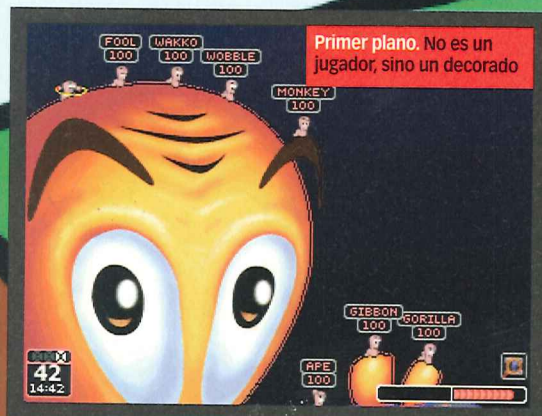 Primer plano. No es un
jugador, sino un decorado
FOOL
100
WAKKO
100
WOBBLE
100
MONKEY
100
GIBBON
100
GORILLA
100
APE
100
42
14:42